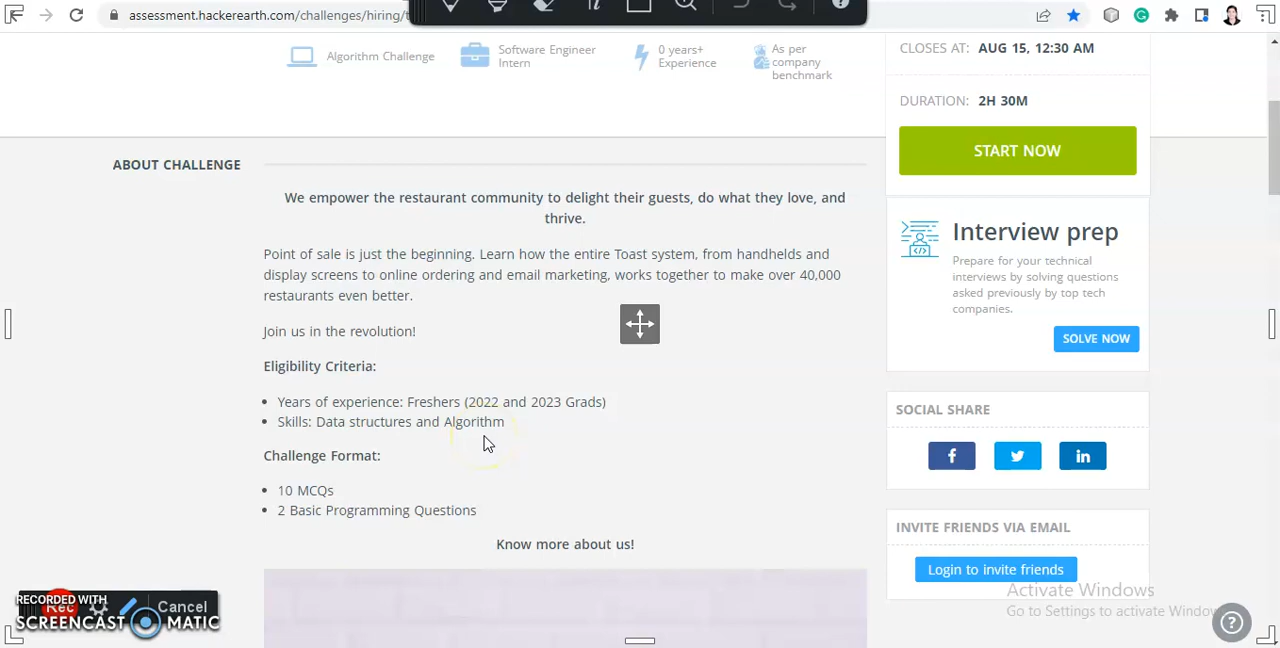 assessment.hackerearth.com/challenges/hiring/t
Algorithm Challenge
Software Engineer
Intern
0 years+
Experience
As per
company
benchmark
CLOSES AT: AUG 15, 12:30 AM
DURATION: 2H 30M
START NOW
ABOUT CHALLENGE
We empower the restaurant community to delight their guests, do what they love, and
thrive.
Point of sale is just the beginning. Learn how the entire Toast system, from handhelds and
display screens to online ordering and email marketing, works together to make over 40,000
restaurants even better.
Join us in the revolution!
Eligibility Criteria:
Years of experience: Freshers (2022 and 2023 Grads)
Skills: Data structures and Algorithm
Challenge Format:
10 MCQs
2 Basic Programming Questions
Know more about us!
Interview prep
Prepare for your technical
interviews by solving questions
asked previously by top tech
companies.
SOLVE NOW
SOCIAL SHARE
INVITE FRIENDS VIA EMAIL
Login to invite friends
Activate Windows
Go to Settings to activate Window
RECORDED WITH
Rec
Cancel
SCREENCAST MATIC